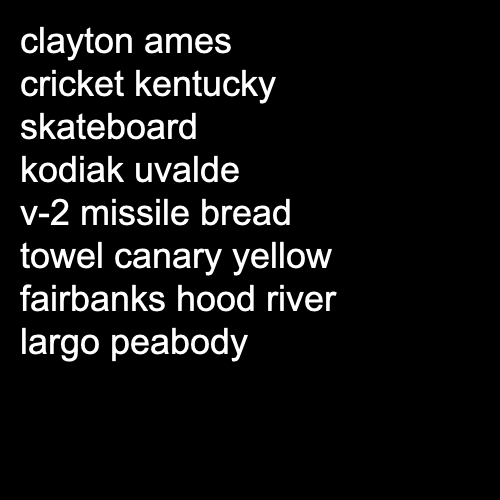 clayton ames
cricket kentucky
skateboard
kodiak uvalde
v-2 missile bread
towel canary yellow
fairbanks hood river
largo peabody